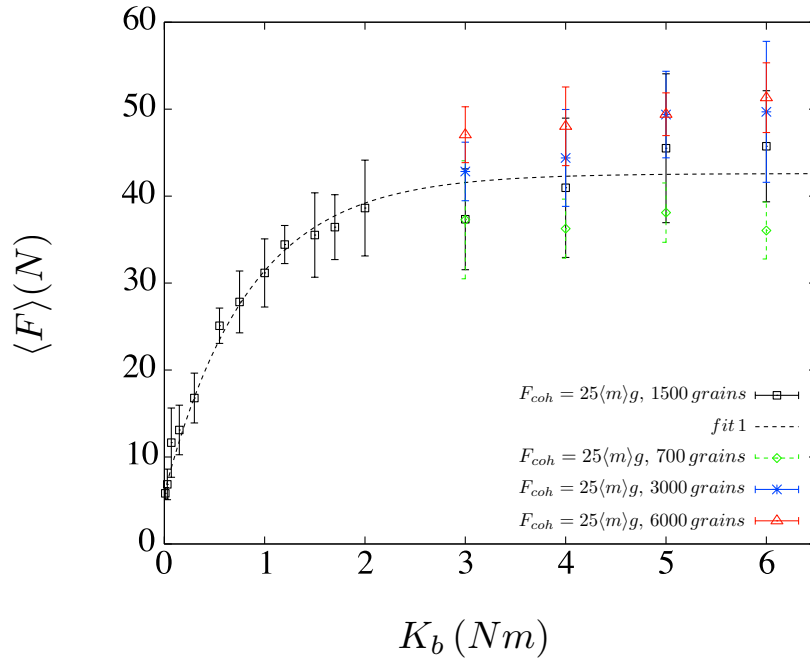 60
50
40
30
20
10
0
⟨F⟩(N)
F_coh = 25⟨m⟩g, 1500 grains
fit 1
F_coh = 25⟨m⟩g, 700 grains
F_coh = 25⟨m⟩g, 3000 grains
F_coh = 25⟨m⟩g, 6000 grains
0 1 2 3 4 5 6
K_b (Nm)